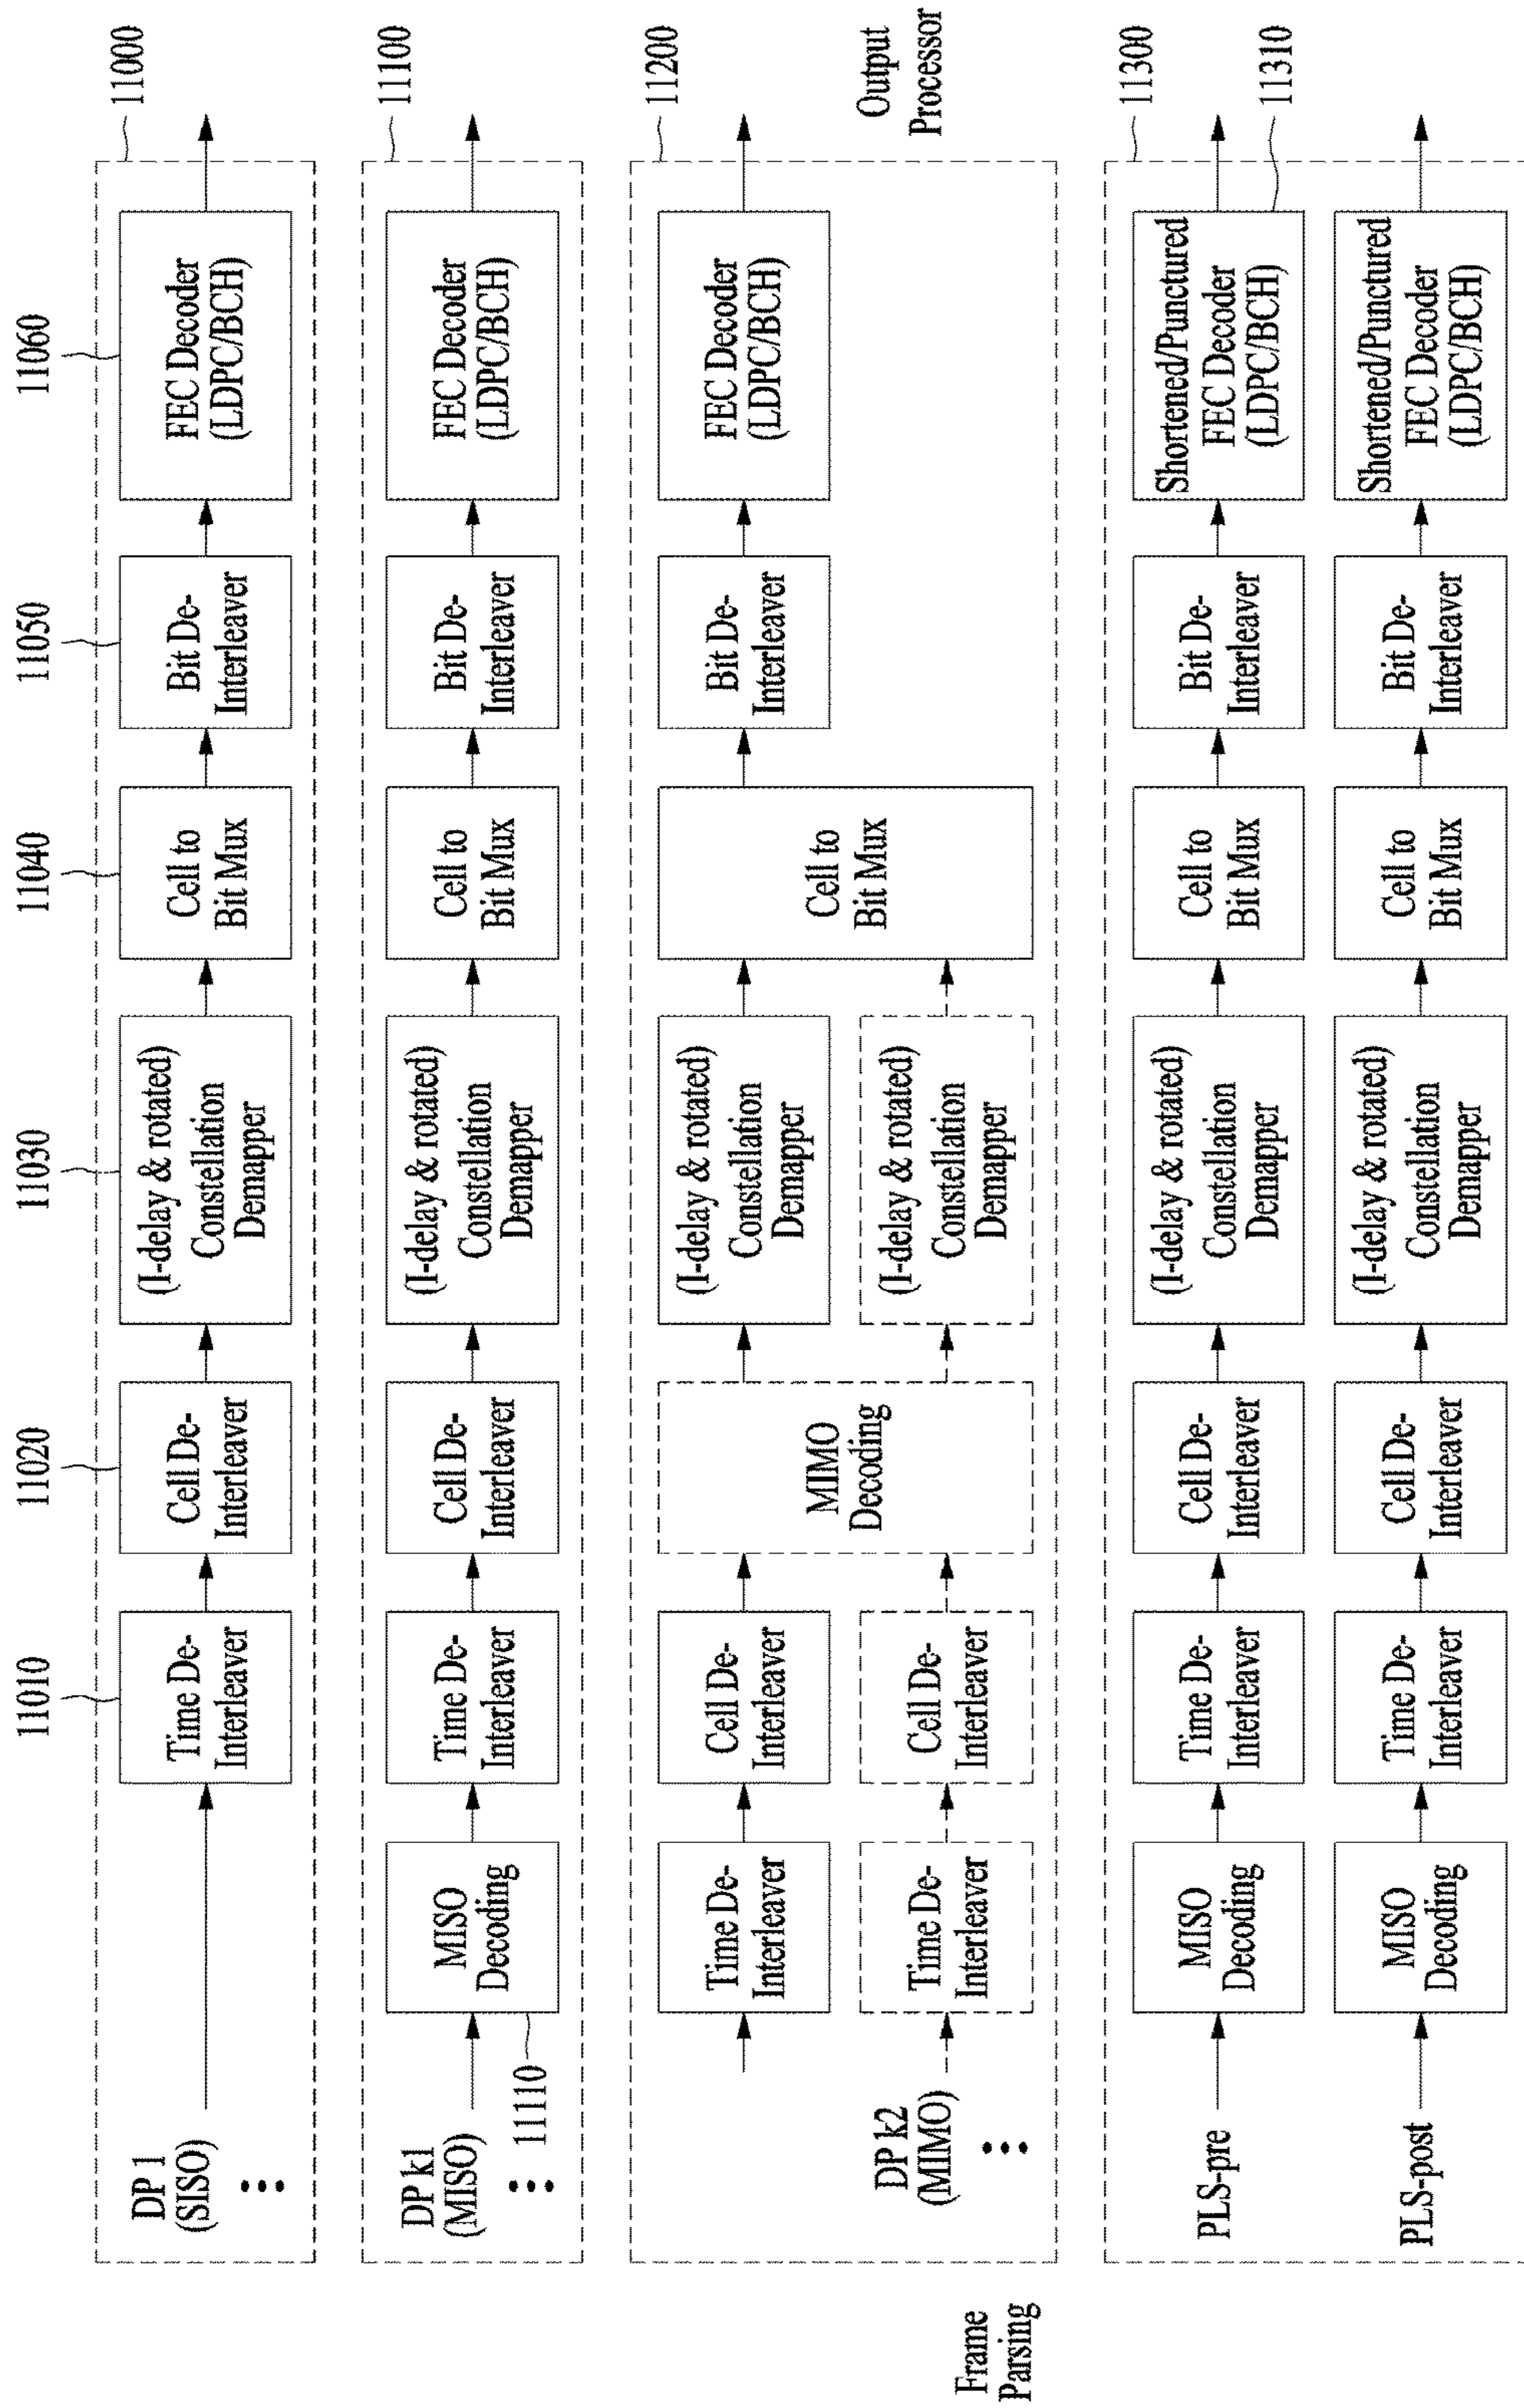 11010
11020
11030
11040
11050
11060
11000
DP 1
(SISO)
Time De-
Interleaver
Cell De-
Interleaver
(I-delay & rotated)
Constellation
Demapper
Cell to
Bit Mux
Bit De-
Interleaver
FEC Decoder
(LDPC/BCH)
11100
DP k1
(MISO)
11110
MISO
Decoding
Time De-
Interleaver
Cell De-
Interleaver
(I-delay & rotated)
Constellation
Demapper
Cell to
Bit Mux
Bit De-
Interleaver
FEC Decoder
(LDPC/BCH)
11200
Time De-
Interleaver
Cell De-
Interleaver
MIMO
Decoding
(I-delay & rotated)
Constellation
Demapper
Cell to
Bit Mux
Bit De-
Interleaver
FEC Decoder
(LDPC/BCH)
DP k2
(MIMO)
Time De-
Interleaver
Cell De-
Interleaver
(I-delay & rotated)
Constellation
Demapper
Frame
Parsing
Output
Processor
11300
PLS-pre
MISO
Decoding
Time De-
Interleaver
Cell De-
Interleaver
(I-delay & rotated)
Constellation
Demapper
Cell to
Bit Mux
Bit De-
Interleaver
Shortened/Punctured
FEC Decoder
(LDPC/BCH)
11310
PLS-post
MISO
Decoding
Time De-
Interleaver
Cell De-
Interleaver
(I-delay & rotated)
Constellation
Demapper
Cell to
Bit Mux
Bit De-
Interleaver
Shortened/Punctured
FEC Decoder
(LDPC/BCH)